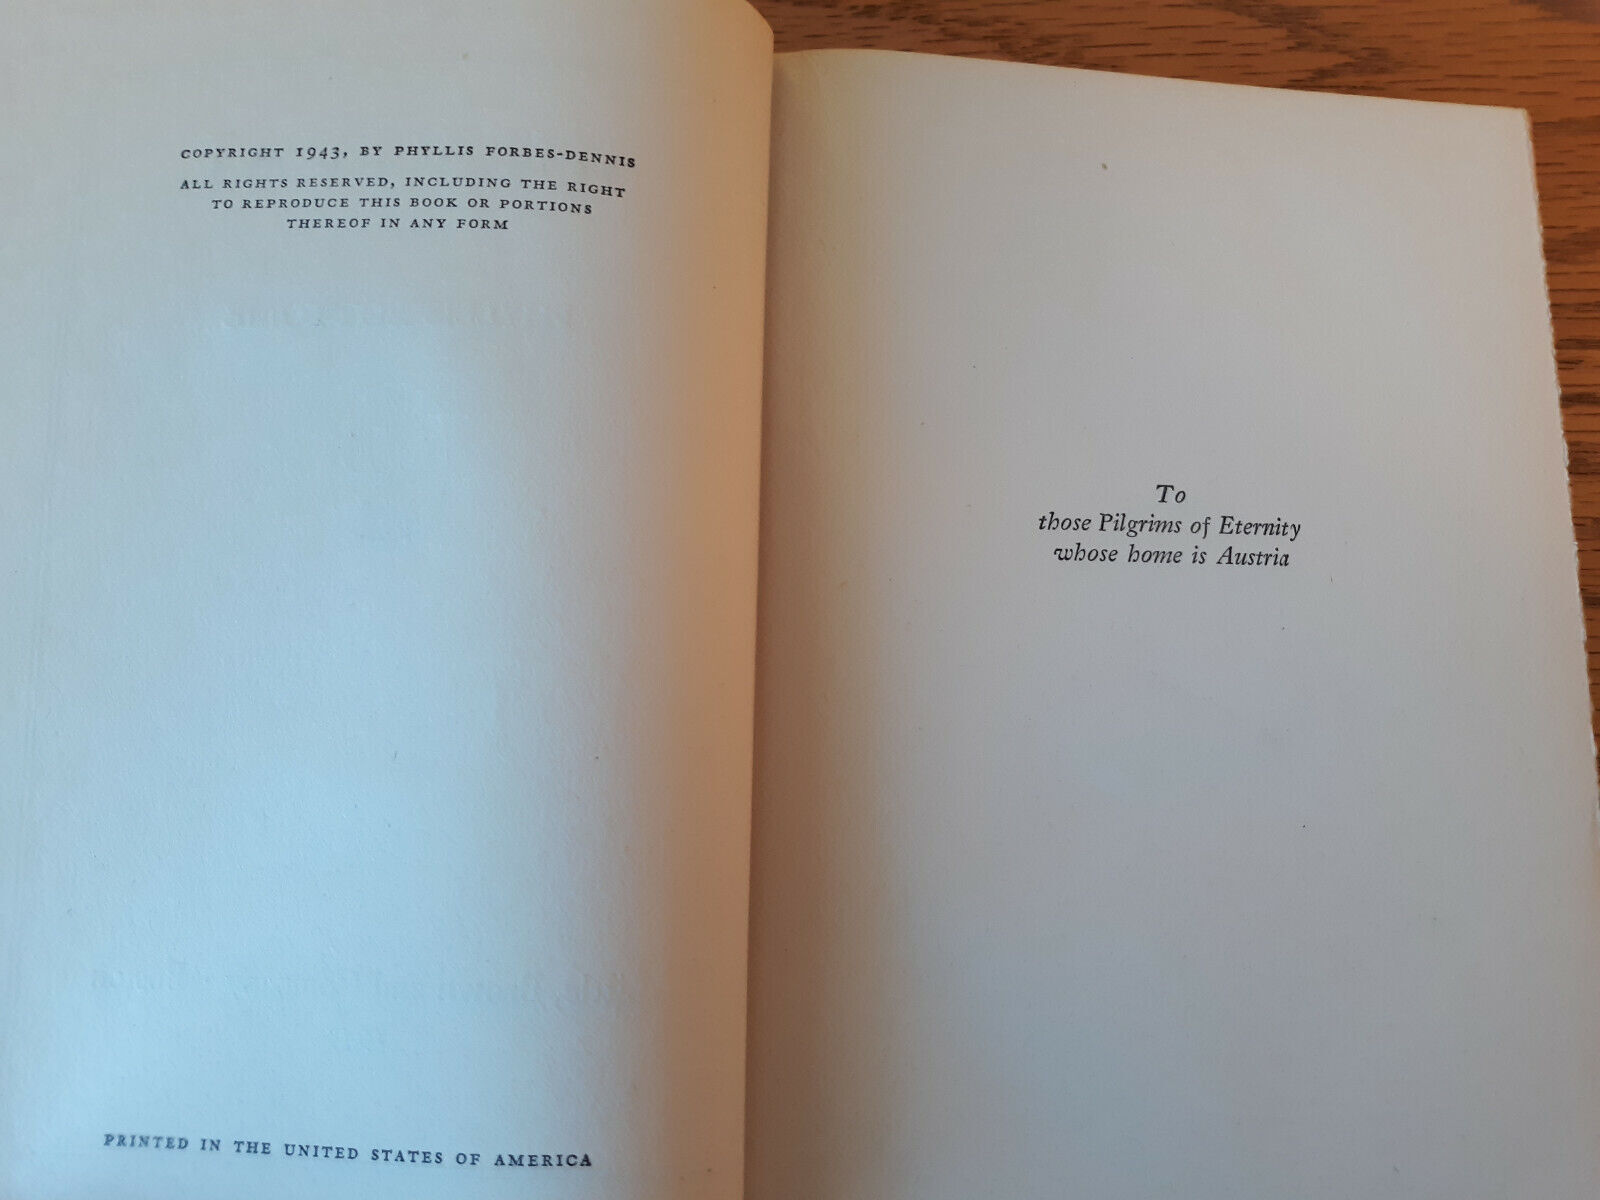 COPYRIGHT 1943, BY PHYLLIS FORBES-DENNIS
ALL RIGHTS RESERVED, INCLUDING THE RIGHT
TO REPRODUCE THIS BOOK OR PORTIONS
THEREOF IN ANY FORM
PRINTED IN THE UNITED STATES OF AMERICA
To
those Pilgrims of Eternity
whose home is Austria